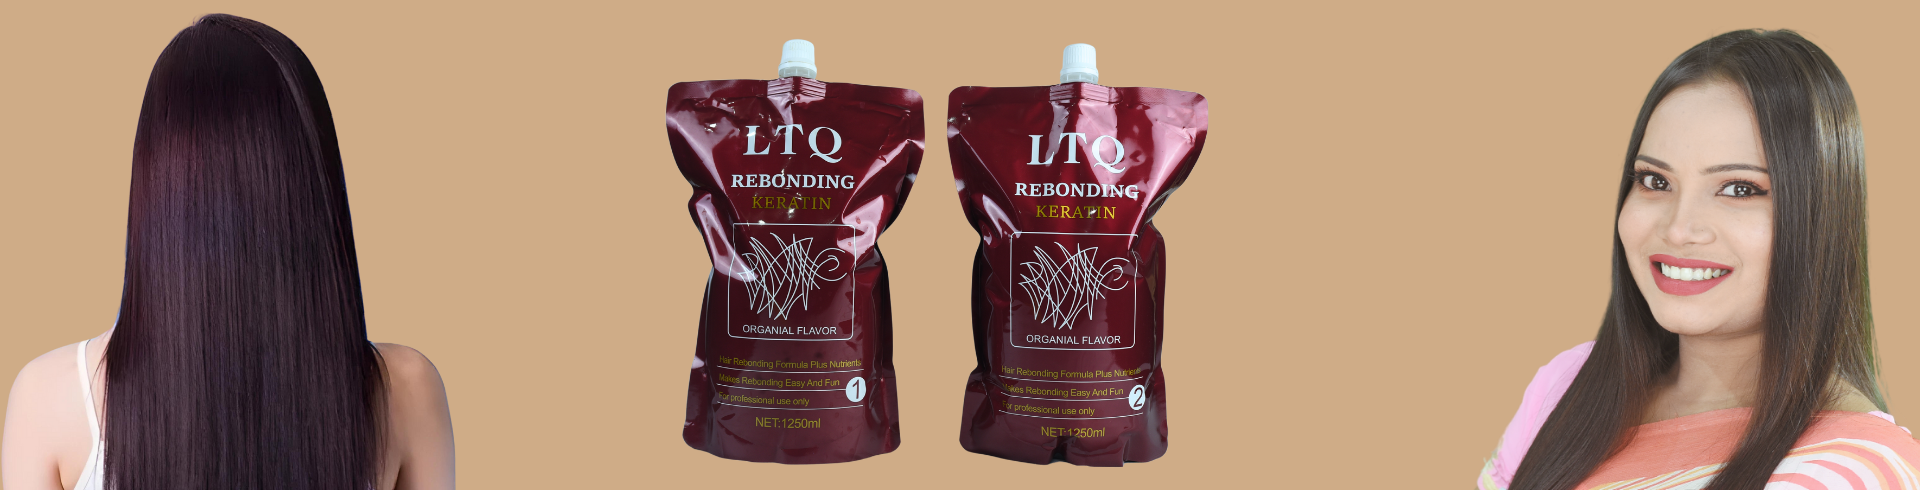 LTQ
REBONDING
KERATIN
ORGANIAL FLAVOR
Hair Rebonding Formula Plus Nutrients
Makes Rebonding Easy And Fun
For professional use only
1
NET:1250ml
LTQ
REBONDING
KERATIN
ORGANIAL FLAVOR
Hair Rebonding Formula Plus Nutrients
Makes Rebonding Easy And Fun
For professional use only
2
NET:1250ml